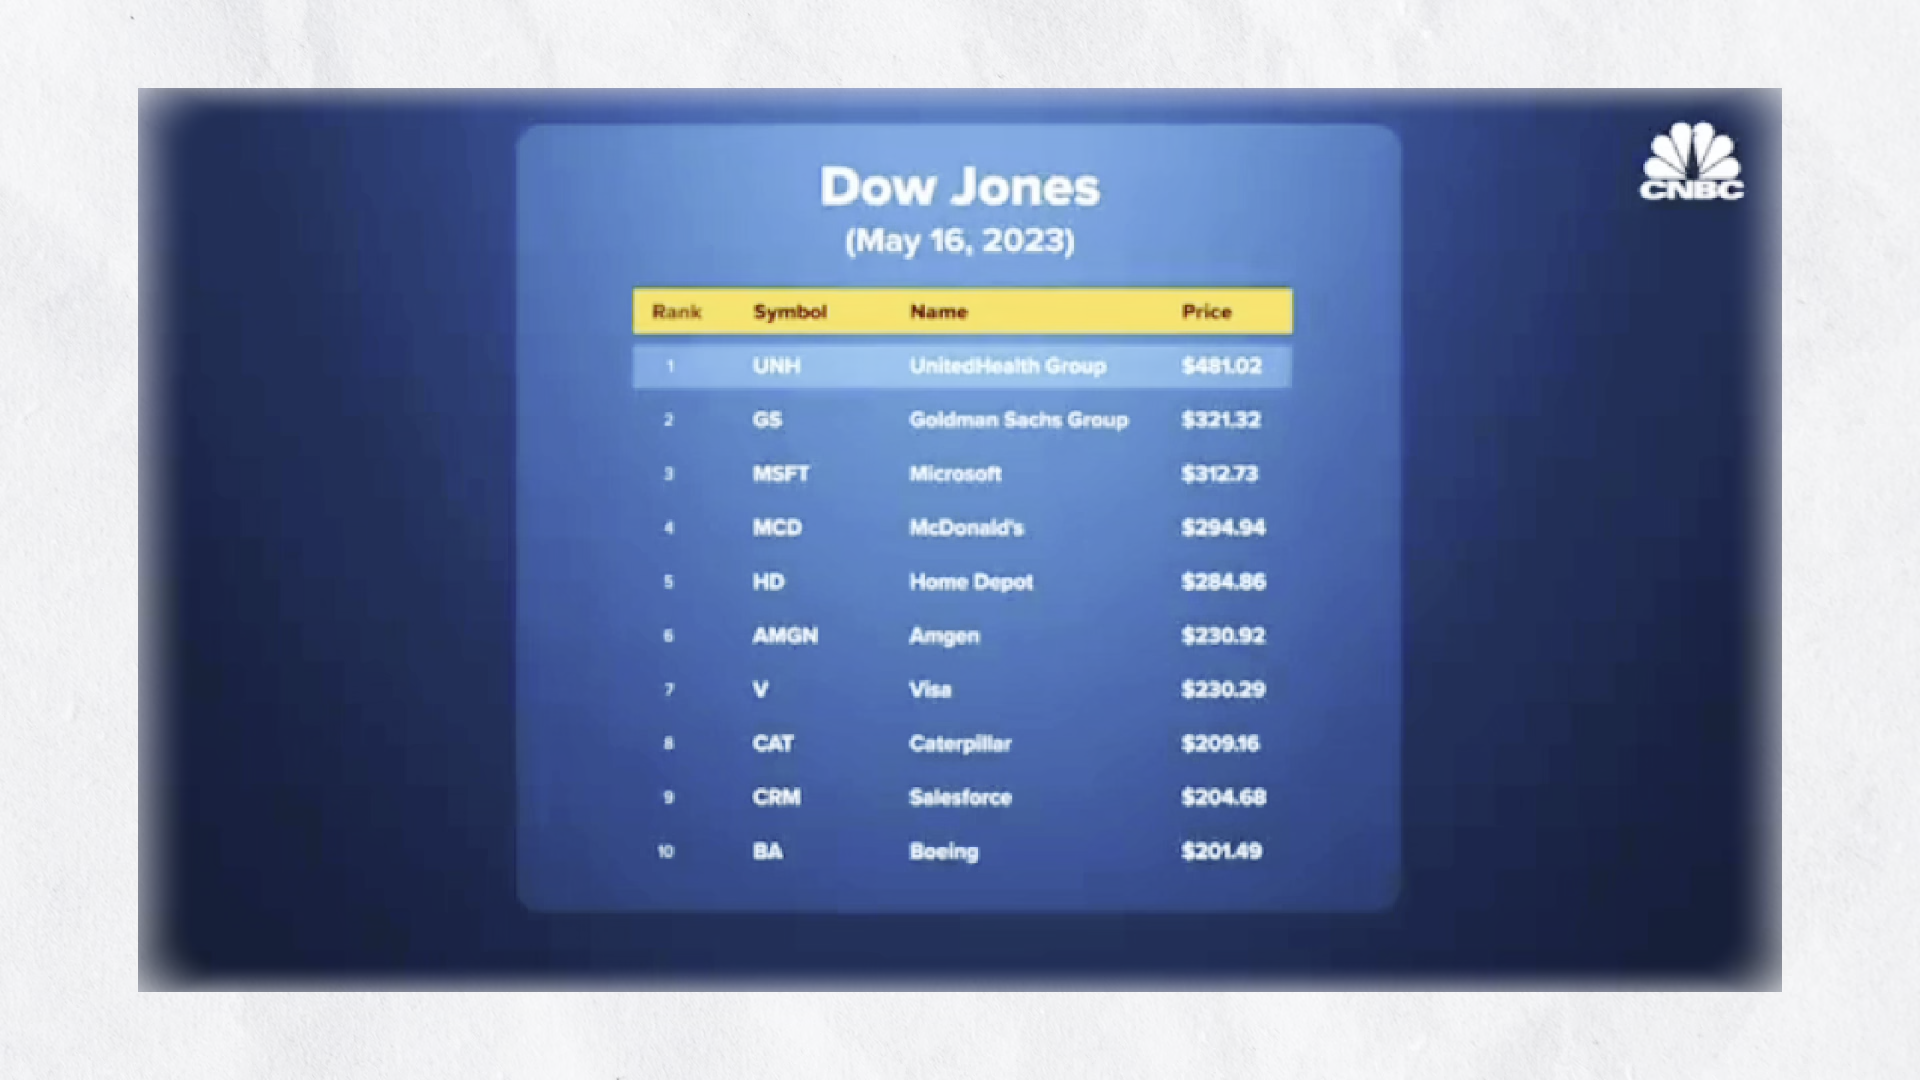 CNBC
Dow Jones
(May 16, 2023)
Rank Symbol Name Price
1 UNH UnitedHealth Group $481.02
2 GS Goldman Sachs Group $321.32
3 MSFT Microsoft $312.73
4 MCD McDonald's $294.94
5 HD Home Depot $284.86
6 AMGN Amgen $230.92
7 V Visa $230.29
8 CAT Caterpillar $209.16
9 CRM Salesforce $204.68
10 BA Boeing $201.49